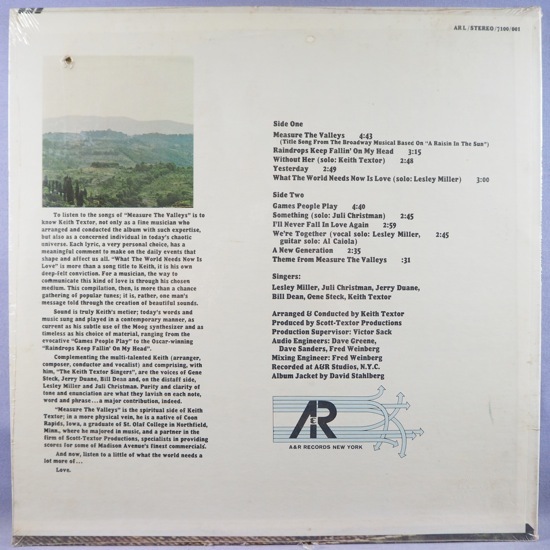 ARL/STEREO/7100/001
To listen to the songs of "Measure The Valleys" is to
know Keith Textor, not only as a fine musician who
arranged and conducted the album with such expertise,
but also as a concerned individual in today's chaotic
universe. Each lyric, a very personal choice, has a
meaningful comment to make on the daily events that
shape and affect us all. "What The World Needs Now Is
Love" is more than a song title to Keith, it is his own
deep-felt conviction. For a musician, the way to
communicate this kind of love is through his chosen
medium. This compilation, then, is more than a chance
gathering of popular tunes; it is, rather, one man's
message told through the creation of beautiful sounds.
Sound is truly Keith's metier; today's words and
music sung and played in a contemporary manner, as
current as his subtle use of the Moog synthesizer and as
timeless as his choice of material, ranging from the
evocative "Games People Play" to the Oscar-winning
"Raindrops Keep Fallin' On My Head".
Complementing the multi-talented Keith (arranger,
composer, conductor and vocalist) and comprising, with
him, "The Keith Textor Singers", are the voices of Gene
Steck, Jerry Duane, Bill Dean and, on the distaff side,
Lesley Miller and Juli Christman. Purity and clarity of
tone and enunciation are what they lavish on each note,
word and phrase... a major contribution, indeed.
"Measure The Valleys" is the spiritual side of Keith
Textor; in a more physical vein, he is a native of Coon
Rapids, Iowa, a graduate of St. Olaf College in Northfield,
Minn., where he majored in music, and a partner in the
firm of Scott-Textor Productions, specialists in providing
scores for some of Madison Avenue's finest commercials.
And now, listen to a little of what the world needs a
lot more of...
Love.
Side One
Measure The Valleys 4:43
(Title Song From The Broadway Musical Based On "A Raisin In The Sun")
Raindrops Keep Fallin' On My Head 3:15
Without Her (solo: Keith Textor) 2:48
Yesterday 2:49
What The World Needs Now Is Love (solo: Lesley Miller) 3:00
Side Two
Games People Play 4:40
Something (solo: Juli Christman) 2:45
I'll Never Fall In Love Again 2:59
We're Together (vocal solo: Lesley Miller, 2:45
guitar solo: Al Caiola)
A New Generation 2:35
Theme from Measure The Valleys :31
Singers:
Lesley Miller, Juli Christman, Jerry Duane,
Bill Dean, Gene Steck, Keith Textor
Arranged & Conducted by Keith Textor
Produced by Scott-Textor Productions
Production Supervisor: Victor Sack
Audio Engineers: Dave Greene,
Dave Sanders, Fred Weinberg
Mixing Engineer: Fred Weinberg
Recorded at A&R Studios, N.Y.C.
Album Jacket by David Stahlberg
A&R
A&R RECORDS NEW YORK